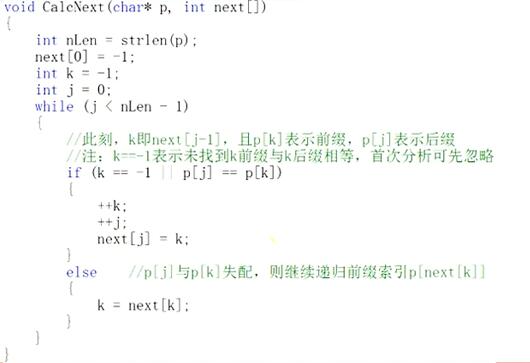 void CalcNext(char* p, int next[])
{
int nLen = strlen(p);
next[0] = -1;
int k = -1;
int j = 0;
while (j < nLen - 1)
{
//此刻，k即next[j-1]，且p[k]表示前缀，p[j]表示后缀
//注：k==-1表示未找到k前缀与k后缀相等，首次分析可先忽略
if (k == -1 || p[j] == p[k])
{
++k;
++j;
next[j] = k;
}
else //p[j]与p[k]失配，则继续递归前缀索引p[next[k]]
{
k = next[k];
}
}
}